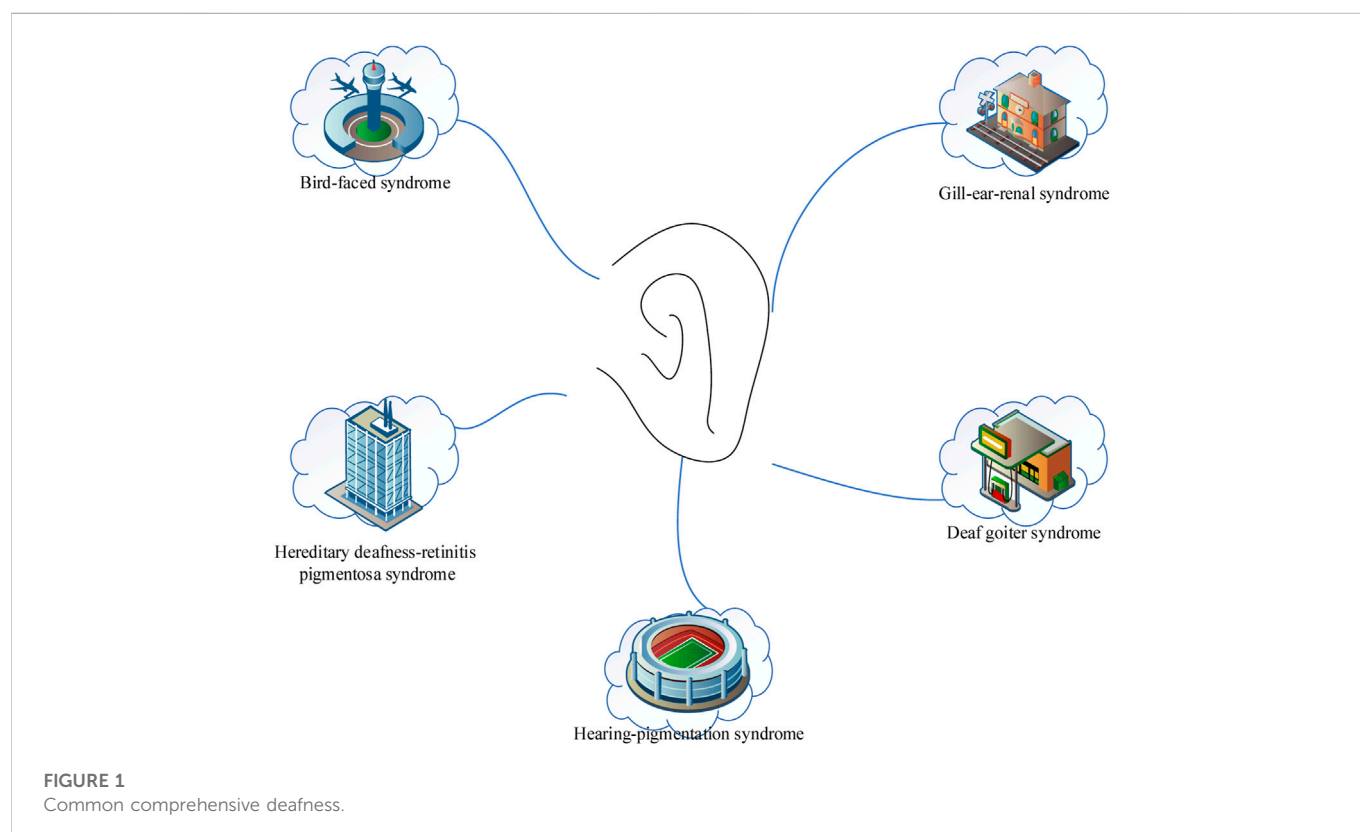 Bird-faced syndrome
Gill-ear-renal syndrome
Hereditary deafness-retinitis
pigmentosa syndrome
Deaf goiter syndrome
Hearing-pigmentation syndrome
FIGURE 1
Common comprehensive deafness.